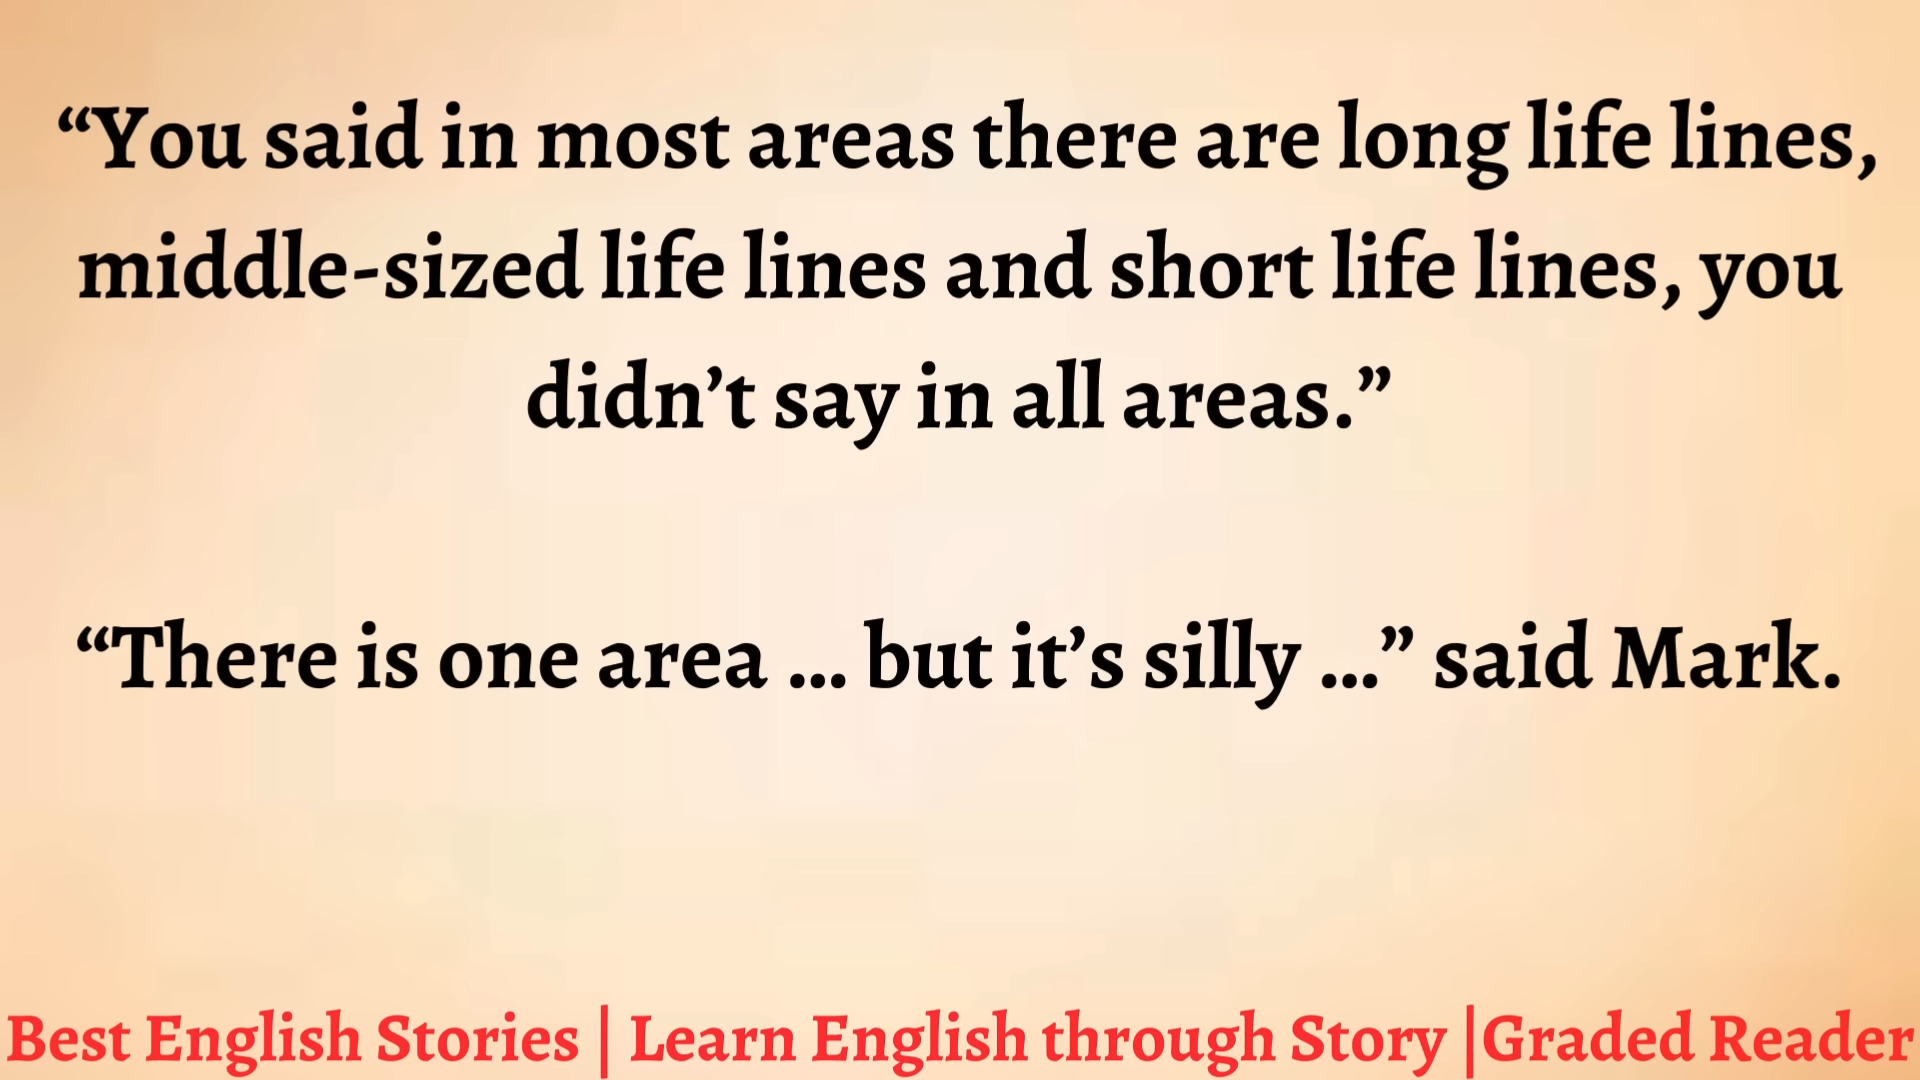 “You said in most areas there are long life lines,
middle-sized life lines and short life lines, you
didn’t say in all areas.”
“There is one area ... but it’s silly ...” said Mark.
Best English Stories | Learn English through Story |Graded Reader